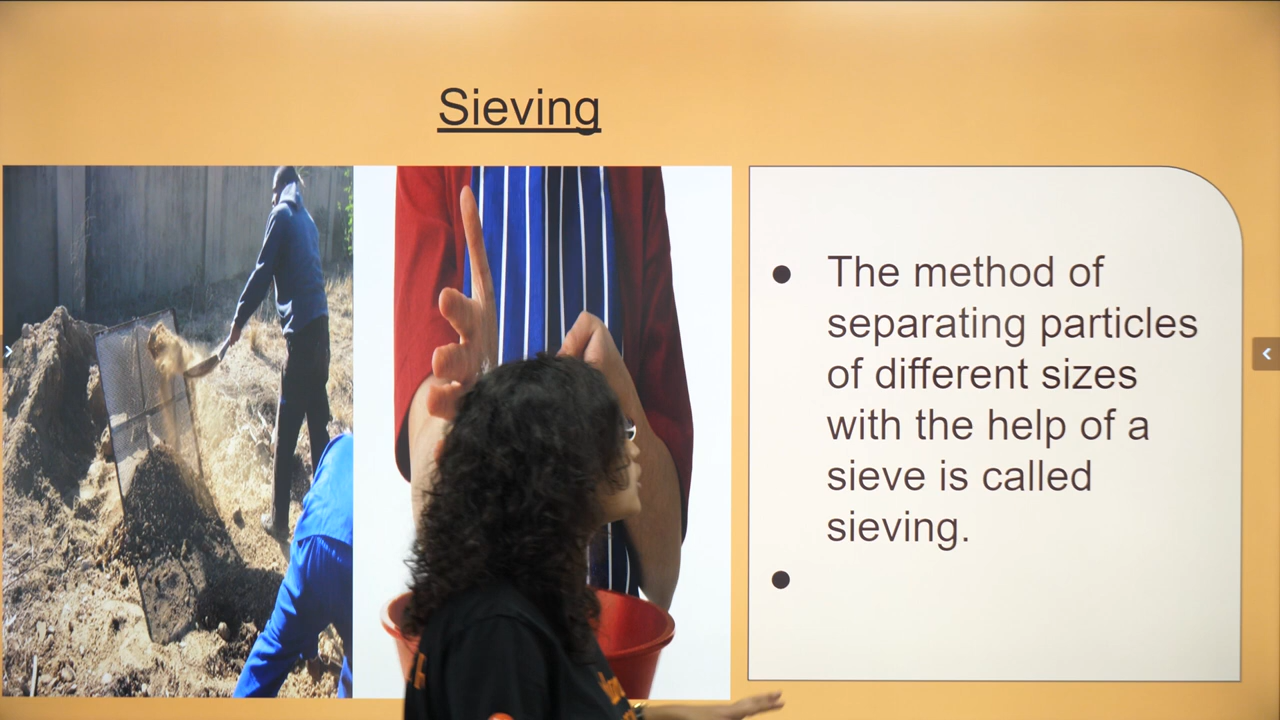 Sieving
The method of
separating particles
of different sizes
with the help of a
sieve is called
sieving.